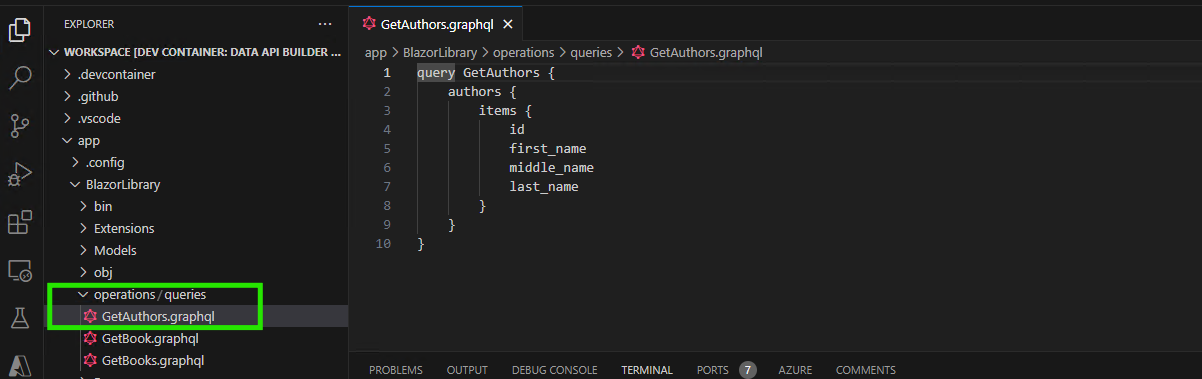 EXPLORER
WORKSPACE [DEV CONTAINER: DATA API BUILDER ...
.devcontainer
.github
.vscode
app
.config
BlazorLibrary
bin
Extensions
Models
obj
operations/queries
GetAuthors.graphql
GetBook.graphql
GetBooks.graphql
GetAuthors.graphql
app > BlazorLibrary > operations > queries > GetAuthors.graphql
1 query GetAuthors {
2 authors {
3 items {
4 id
5 first_name
6 middle_name
7 last_name
8 }
9 }
10 }
PROBLEMS OUTPUT DEBUG CONSOLE TERMINAL PORTS 7 AZURE COMMENTS